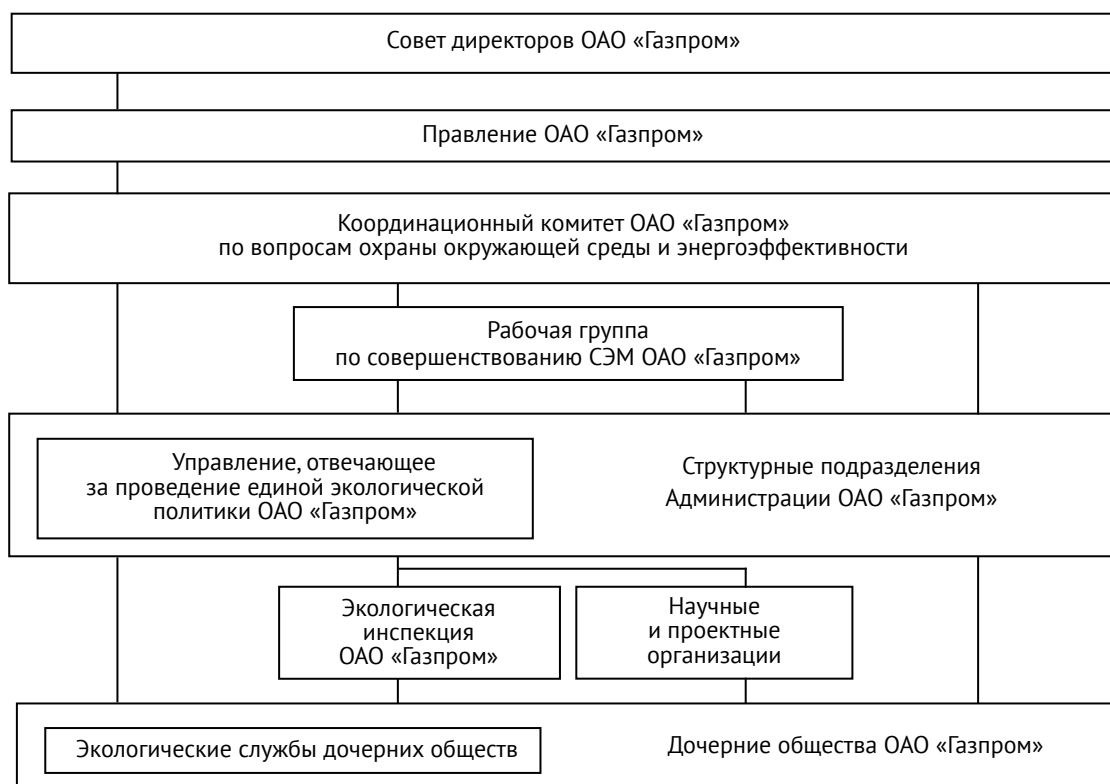 Совет директоров ОАО «Газпром»
Правление ОАО «Газпром»
Координационный комитет ОАО «Газпром»
по вопросам охраны окружающей среды и энергоэффективности
Рабочая группа
по совершенствованию СЭМ ОАО «Газпром»
Управление, отвечающее
за проведение единой экологической
политики ОАО «Газпром»
Структурные подразделения
Администрации ОАО «Газпром»
Экологическая
инспекция
ОАО «Газпром»
Научные
и проектные
организации
Экологические службы дочерних обществ
Дочерние общества ОАО «Газпром»